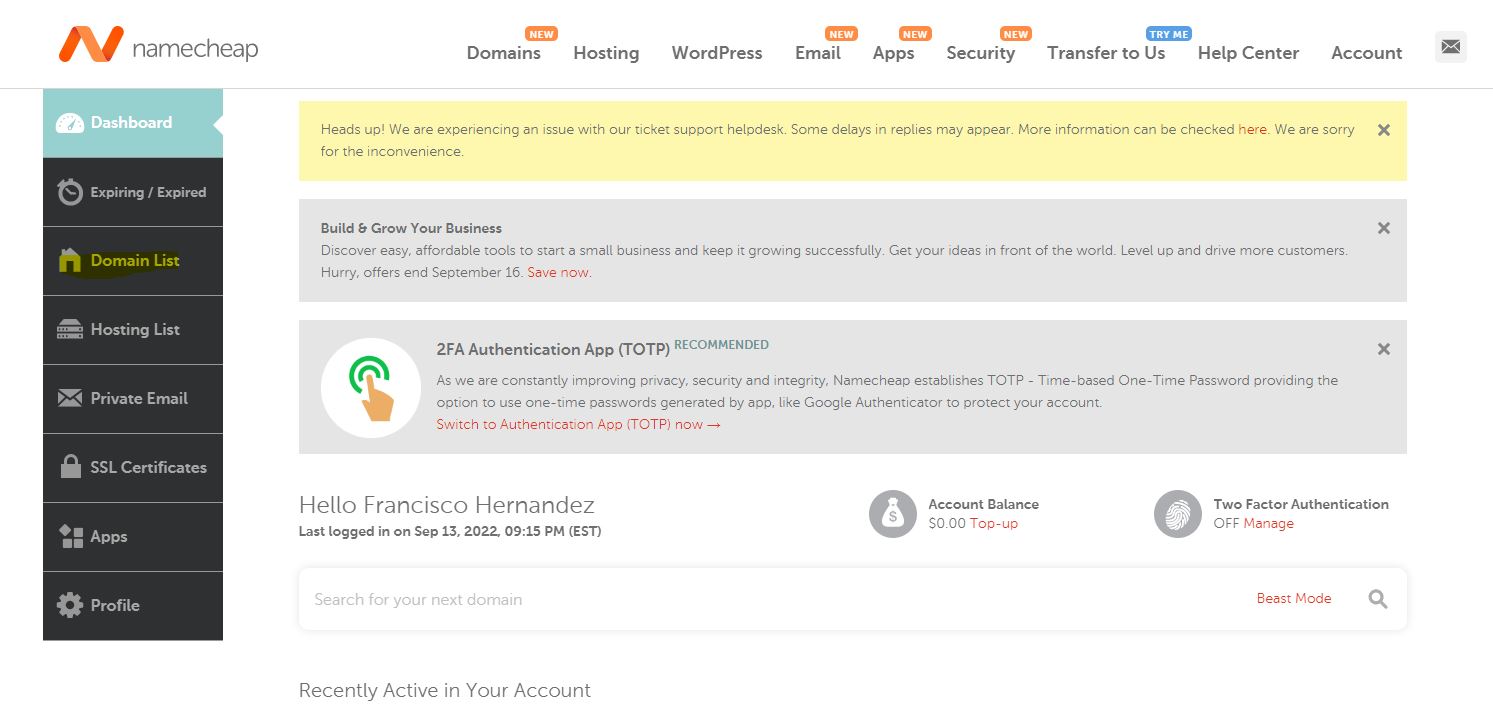 namecheap
NEW NEW NEW NEW TRY ME
Domains Hosting WordPress Email Apps Security Transfer to Us Help Center Account
Dashboard
Expiring / Expired
Domain List
Hosting List
Private Email
SSL Certificates
Apps
Profile
Heads up! We are experiencing an issue with our ticket support helpdesk. Some delays in replies may appear. More information can be checked here. We are sorry
for the inconvenience.
Build & Grow Your Business
Discover easy, affordable tools to start a small business and keep it growing successfully. Get your ideas in front of the world. Level up and drive more customers.
Hurry, offers end September 16. Save now.
2FA Authentication App (TOTP) RECOMMENDED
As we are constantly improving privacy, security and integrity, Namecheap establishes TOTP - Time-based One-Time Password providing the
option to use one-time passwords generated by app, like Google Authenticator to protect your account.
Switch to Authentication App (TOTP) now →
Hello Francisco Hernandez
Last logged in on Sep 13, 2022, 09:15 PM (EST)
$
Account Balance
$0.00 Top-up
Two Factor Authentication
OFF Manage
Search for your next domain
Beast Mode
Recently Active in Your Account